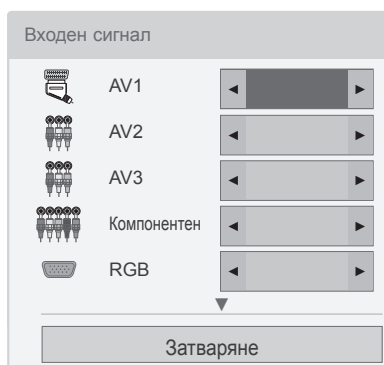 Входен сигнал
AV1
AV2
AV3
Компонентен
RGB
Затваряне